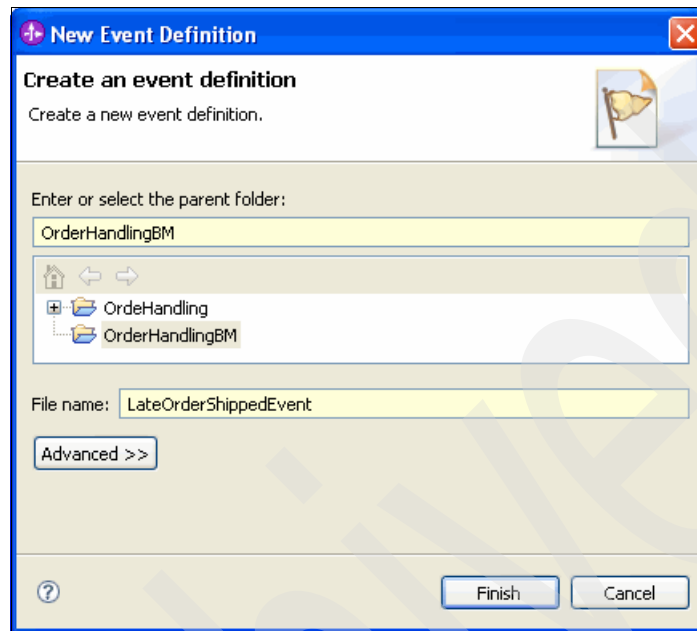 New Event Definition
Create an event definition
Create a new event definition.
Enter or select the parent folder:
OrderHandlingBM
OrdeHandling
OrderHandlingBM
File name: LateOrderShippedEvent
Advanced >>
Finish Cancel